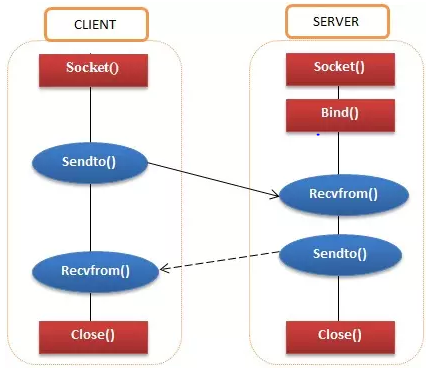 CLIENT
Socket()
Sendto()
Recvfrom()
Close()
SERVER
Socket()
Bind()
Recvfrom()
Sendto()
Close()